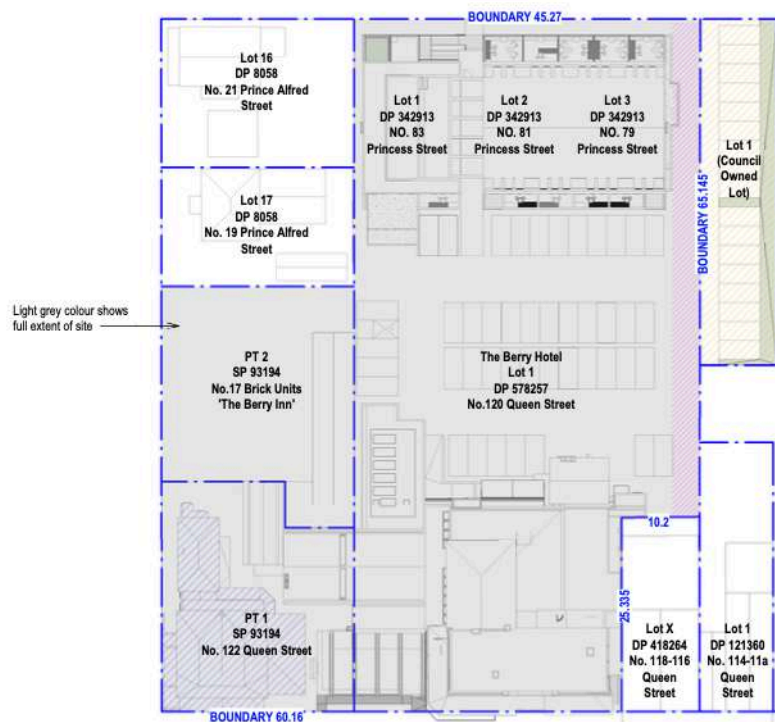 BOUNDARY 45.27
Lot 16
DP 8058
No. 21 Prince Alfred
Street
Lot 1
DP 342913
NO. 83
Princess Street
Lot 2
DP 342913
NO. 81
Princess Street
Lot 3
DP 342913
NO. 79
Princess Street
Lot 1
(Council
Owned
Lot)
Lot 17
DP 8058
No. 19 Prince Alfred
Street
BOUNDARY 65.145
Light grey colour shows
full extent of site
PT 2
SP 93194
No.17 Brick Units
'The Berry Inn'
The Berry Hotel
Lot 1
DP 578257
No.120 Queen Street
10.2
25.335
PT 1
SP 93194
No. 122 Queen Street
Lot X
DP 418264
No. 118-116
Queen
Street
Lot 1
DP 121360
No. 114-11a
Queen
Street
BOUNDARY 60.16